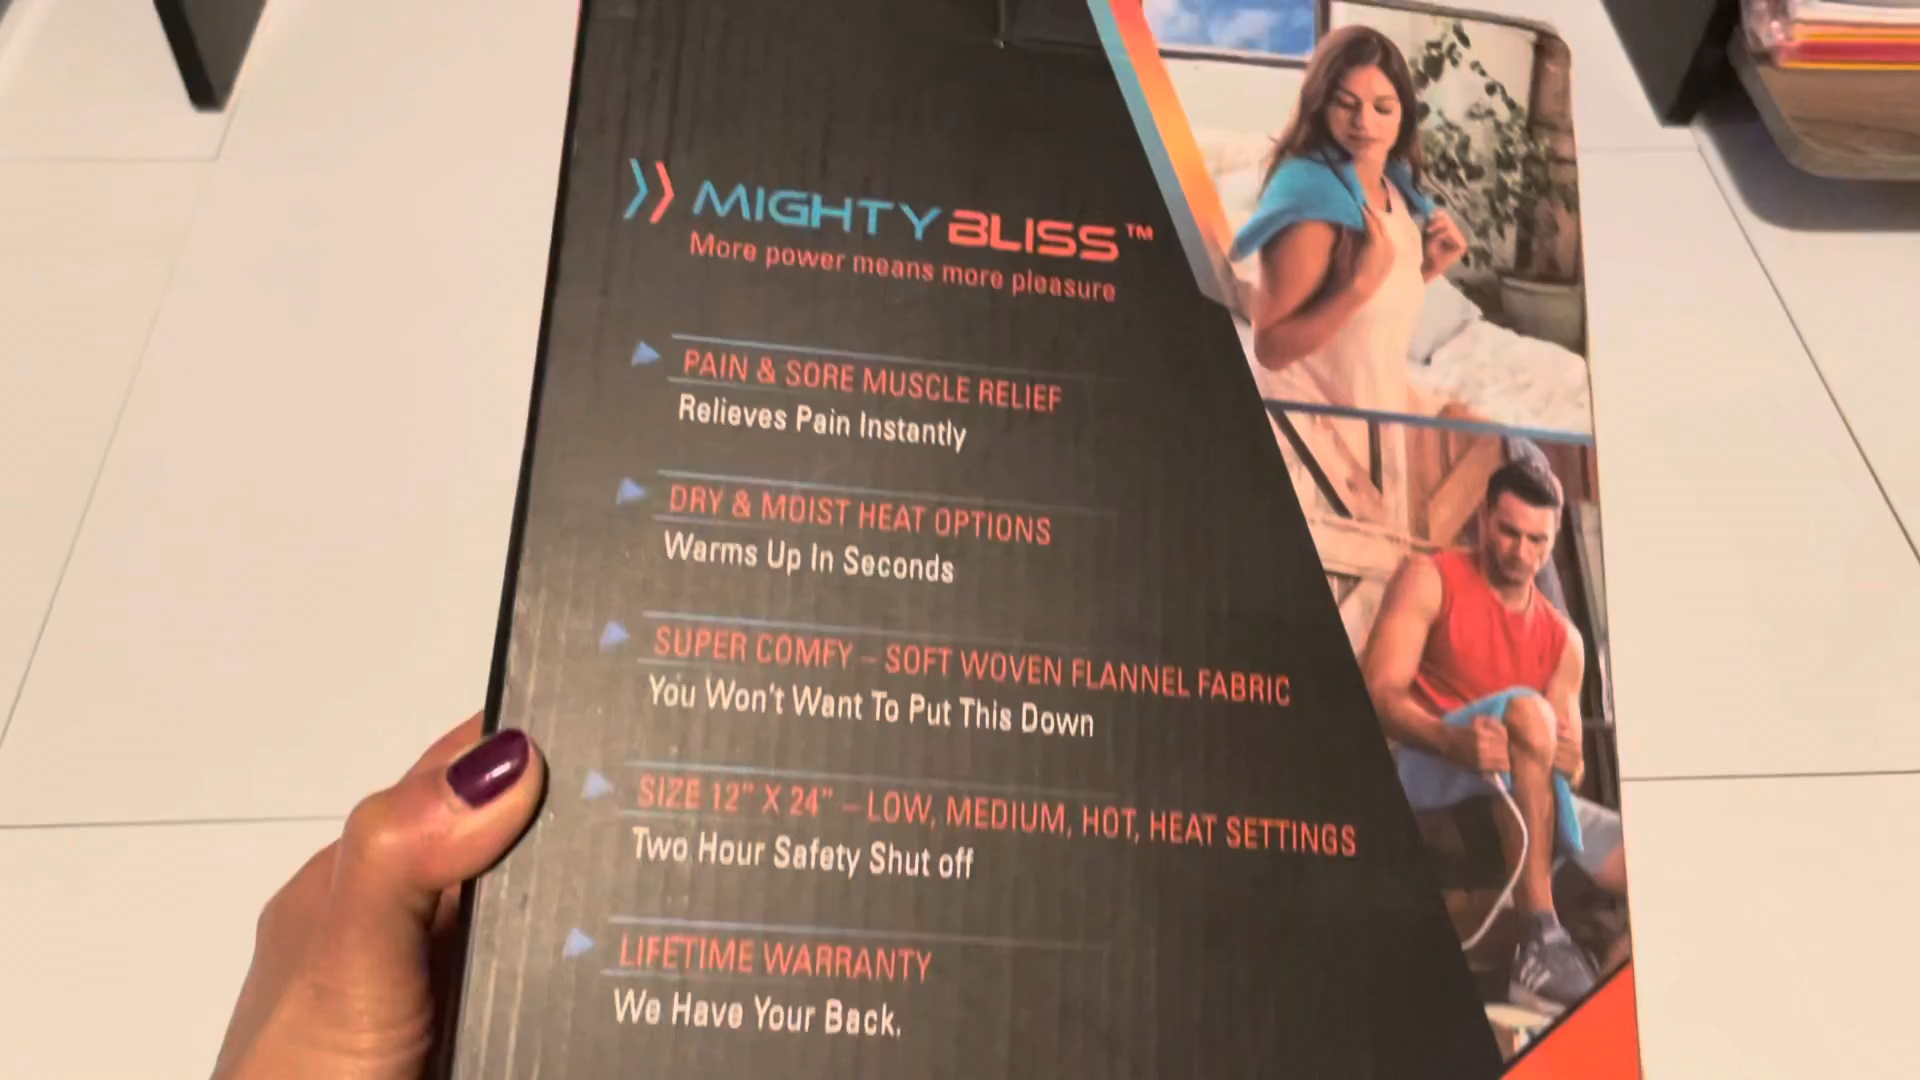 MIGHTY BLISS™
More power means more pleasure
PAIN & SORE MUSCLE RELIEF
Relieves Pain Instantly
DRY & MOIST HEAT OPTIONS
Warms Up In Seconds
SUPER COMFY – SOFT WOVEN FLANNEL FABRIC
You Won't Want To Put This Down
SIZE 12" X 24" – LOW, MEDIUM, HOT, HEAT SETTINGS
Two Hour Safety Shut off
LIFETIME WARRANTY
We Have Your Back.